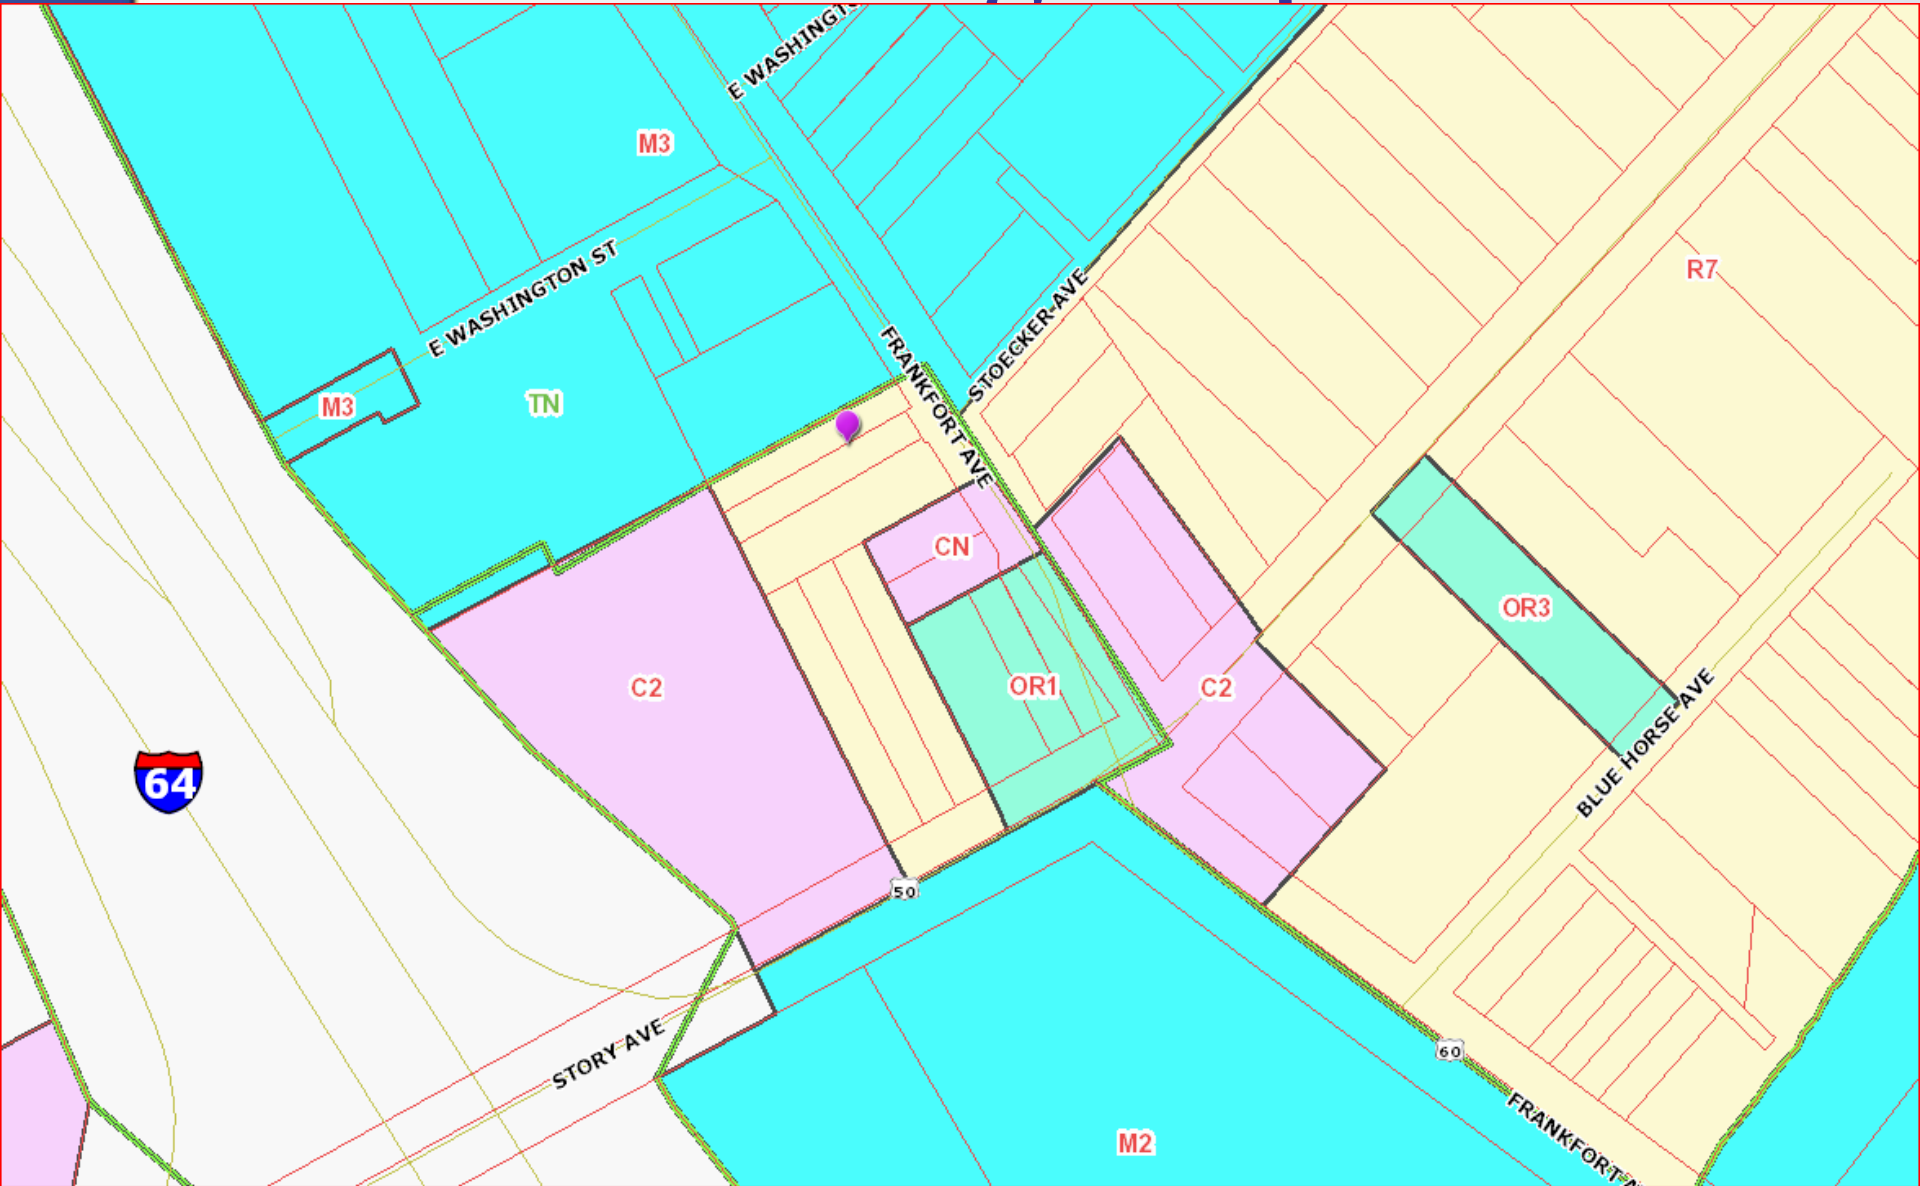 E WASHINGTO
M3
R7
E WASHINGTON ST
STOECKER AVE
FRANKFORT AVE
M3
TN
CN
OR3
C2
OR1
C2
BLUE HORSE AVE
64
50
STORY AVE
60
FRANKFORT A
M2